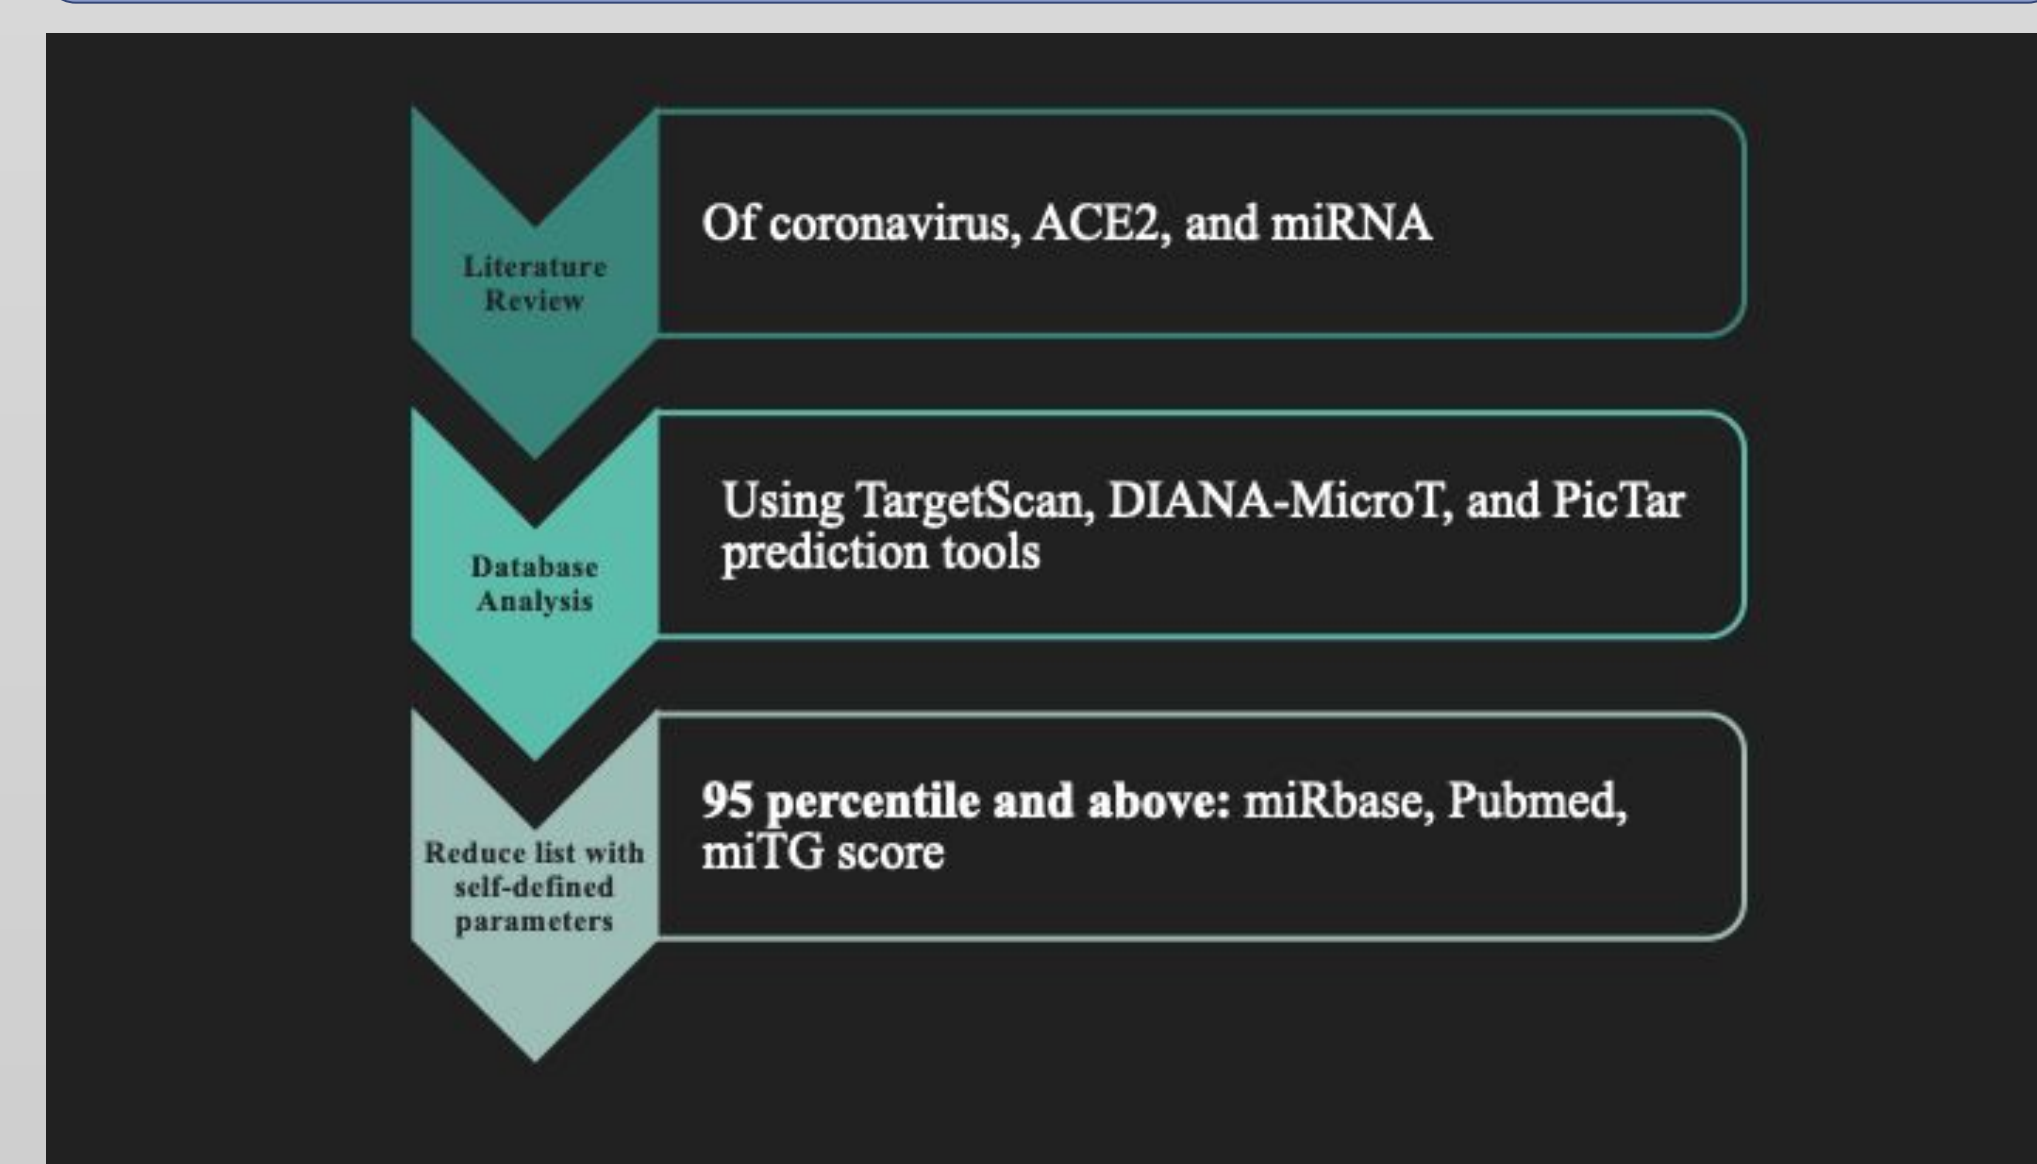 Literature
Review
Of coronavirus, ACE2, and miRNA
Database
Analysis
Using TargetScan, DIANA-MicroT, and PicTar
prediction tools
Reduce list with
self-defined
parameters
95 percentile and above: miRbase, Pubmed,
miTG score